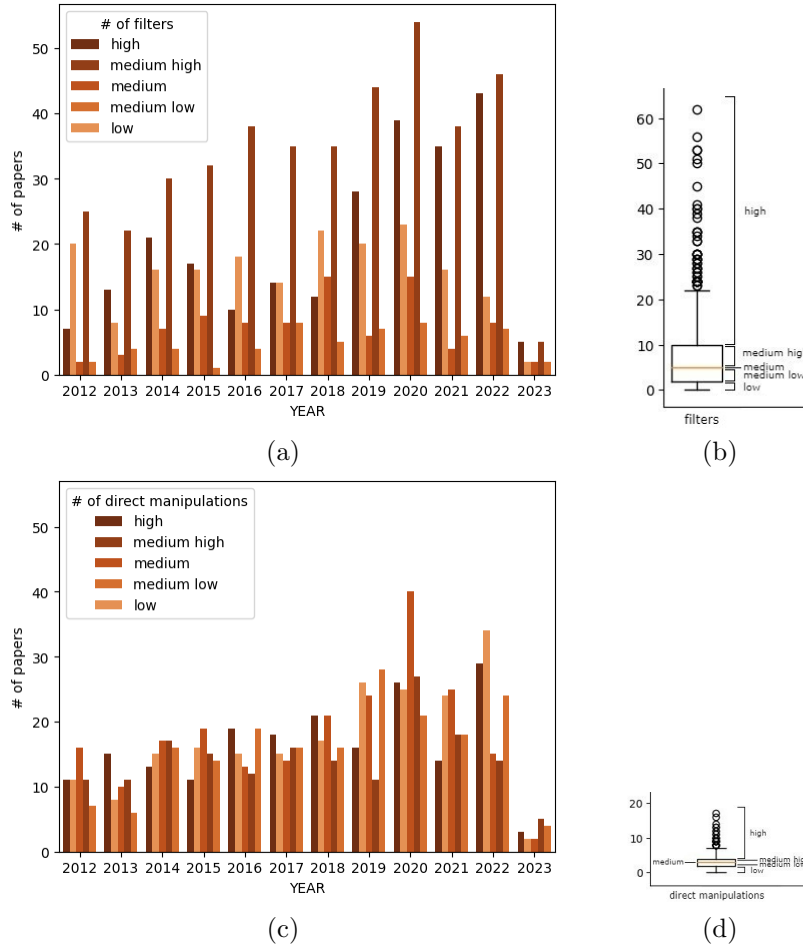 # of filters
high
medium high
medium
medium low
low
# of papers
50
40
30
20
10
0
2012 2013 2014 2015 2016 2017 2018 2019 2020 2021 2022 2023
YEAR
(a)
60
50
40
30
20
10
0
high
medium high
medium
medium low
low
filters
(b)
# of direct manipulations
high
medium high
medium
medium low
low
# of papers
50
40
30
20
10
0
2012 2013 2014 2015 2016 2017 2018 2019 2020 2021 2022 2023
YEAR
(c)
20
10
0
high
medium
medium high
medium low
low
direct manipulations
(d)